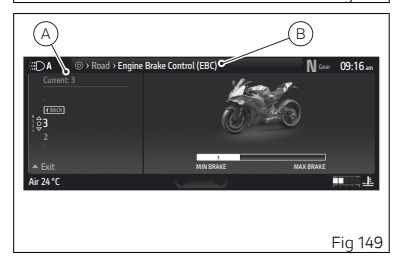 A
B
A › Road › Engine Brake Control (EBC) N Gear 09:16 am
Current: 3
BACK
3
2
Exit
MIN BRAKE MAX BRAKE
Air 24 °C
Fig 149